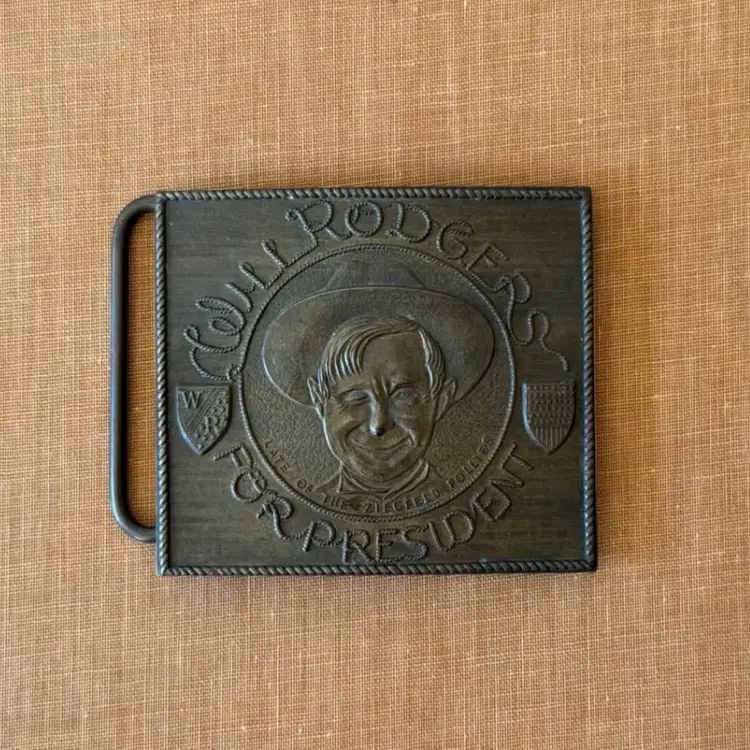 WILL RODGERS
W
R
LATE OF THE ZIEGFELD FOLLIES
FOR PRESIDENT